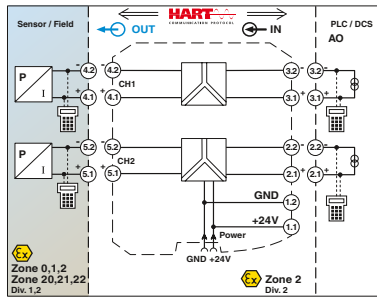 Sensor / Field
HART
COMMUNICATION PROTOCOL
OUT
IN
PLC / DCS
AO
P
I
- 4.2 - 4.2
+ 4.1 + 4.1
CH1
3.2 - 3.2 -
3.1 + 3.1 +
P
I
- 5.2 - 5.2
+ 5.1 + 5.1
CH2
2.2 - 2.2 -
2.1 + 2.1 +
GND
1.2
+24V
1.1
Power
GND +24V
Ex
Zone 0,1,2
Zone 20,21,22
Div. 1,2
Ex
Zone 2
Div. 2